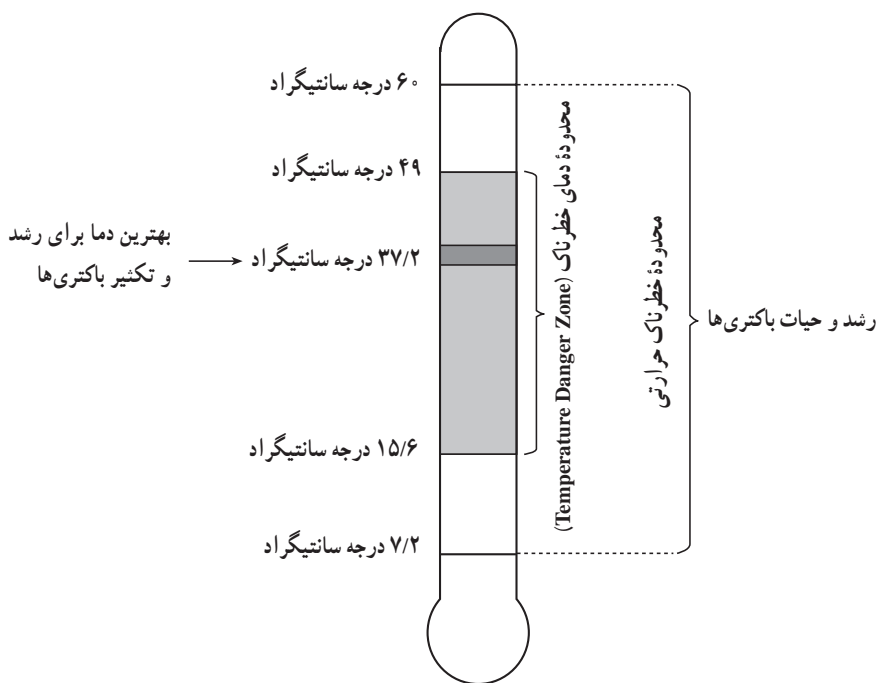 ۶۰ درجه سانتیگراد
۴۹ درجه سانتیگراد
بهترین دما برای رشد
و تکثیر باکتری‌ها
۳۷/۲ درجه سانتیگراد
۱۵/۶ درجه سانتیگراد
۷/۲ درجه سانتیگراد
محدودهٔ دمای خطرناک (Temperature Danger Zone)
محدودهٔ خطرناک حرارتی
رشد و حیات باکتری‌ها